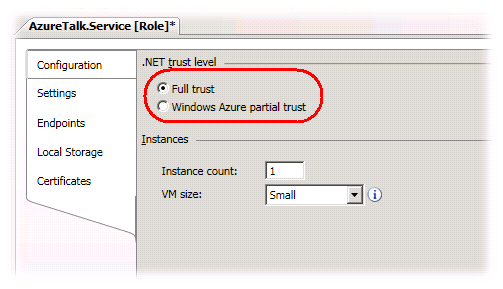 AzureTalk.Service [Role]*
Configuration
Settings
Endpoints
Local Storage
Certificates
.NET trust level
Full trust
Windows Azure partial trust
Instances
Instance count: 1
VM size: Small